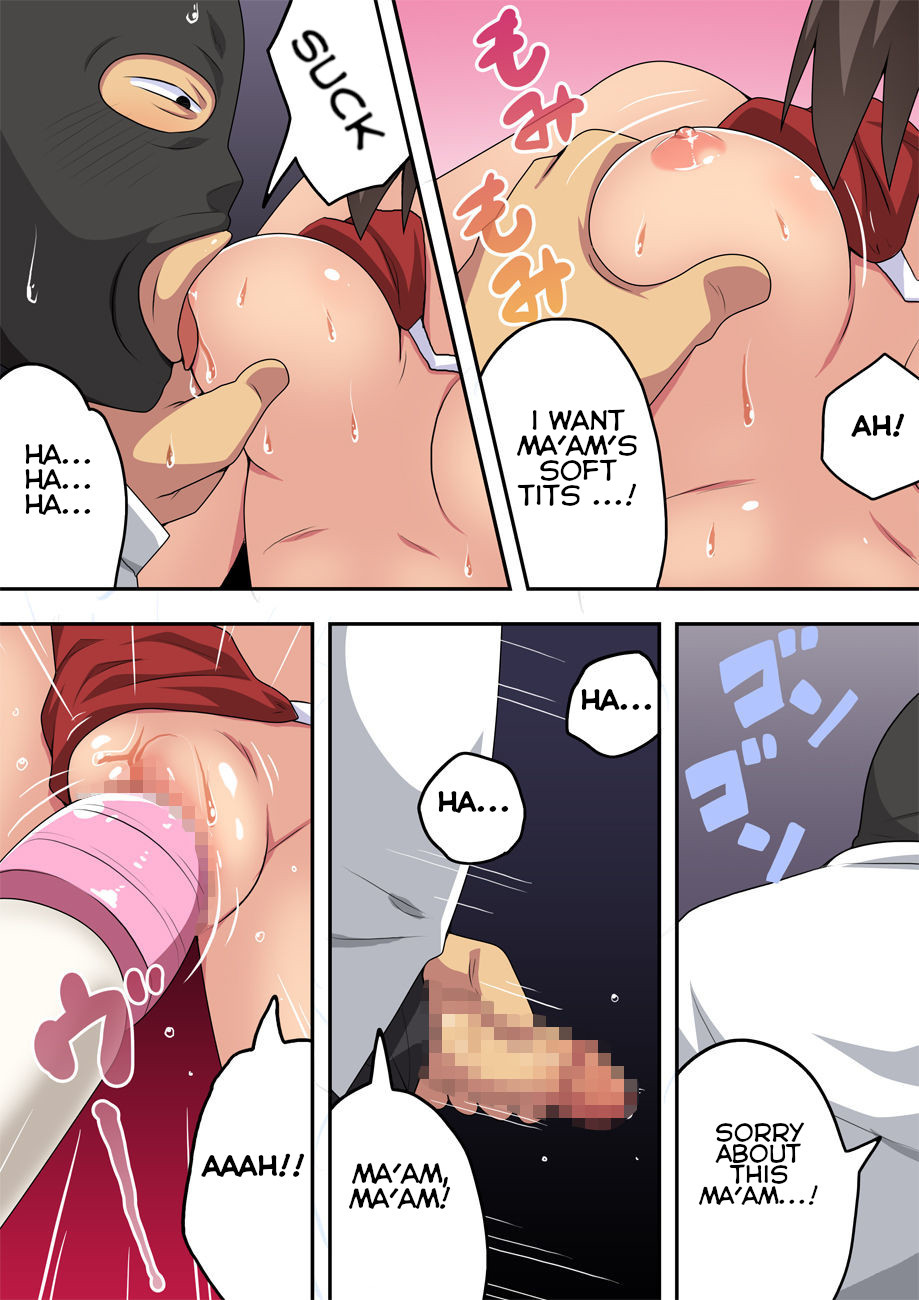 もみ
もみ
AH!
I WANT
MA'AM'S
SOFT
TITS ...!
SUCK
HA...
HA...
HA...
ゴン
ゴン
SORRY
ABOUT
THIS
MA'AM...!
HA...
HA...
MA'AM,
MA'AM!
ヴー
AAAH!!